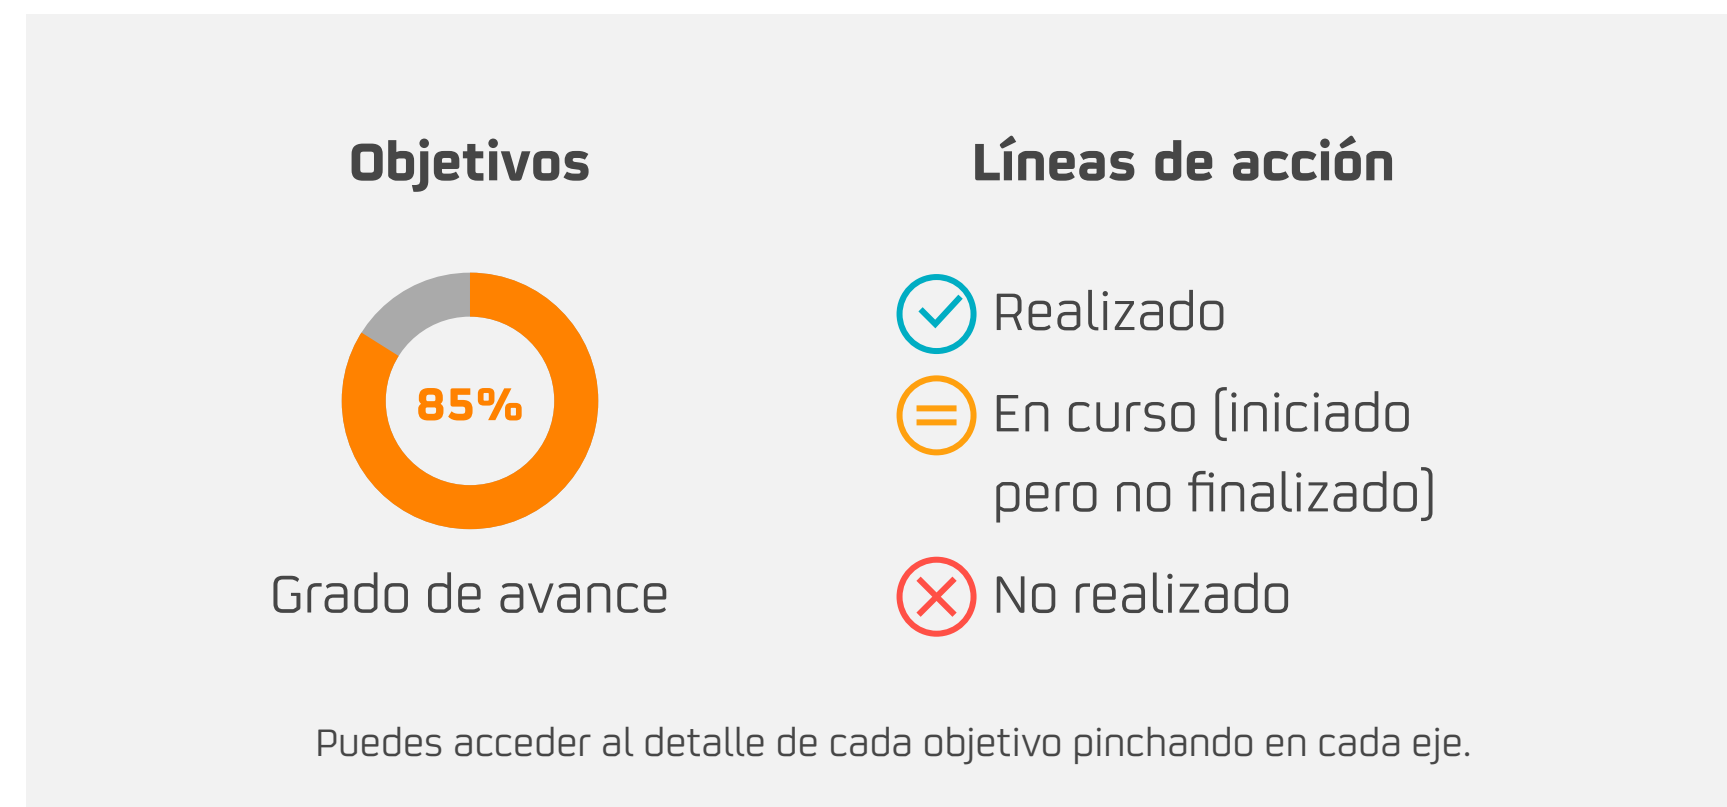 Objetivos
85%
Grado de avance
Líneas de acción
Realizado
En curso (iniciado
pero no finalizado)
No realizado
Puedes acceder al detalle de cada objetivo pinchando en cada eje.